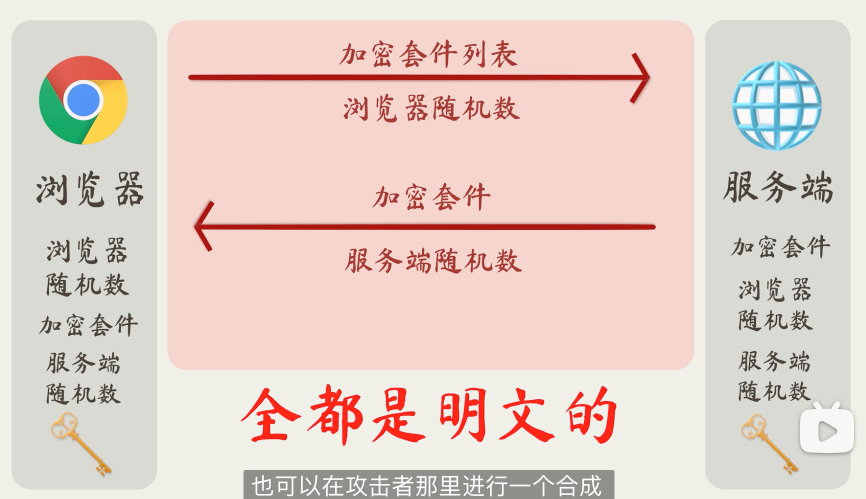 加密套件列表
浏览器随机数
加密套件
服务端随机数
浏览器
浏览器
随机数
加密套件
服务端
随机数
服务端
加密套件
浏览器
随机数
服务端
随机数
全都是明文的
也可以在攻击者那里进行一个合成